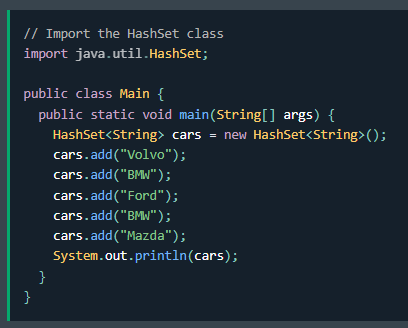 // Import the HashSet class
import java.util.HashSet;

public class Main {
  public static void main(String[] args) {
    HashSet<String> cars = new HashSet<String>();
    cars.add("Volvo");
    cars.add("BMW");
    cars.add("Ford");
    cars.add("BMW");
    cars.add("Mazda");
    System.out.println(cars);
  }
}